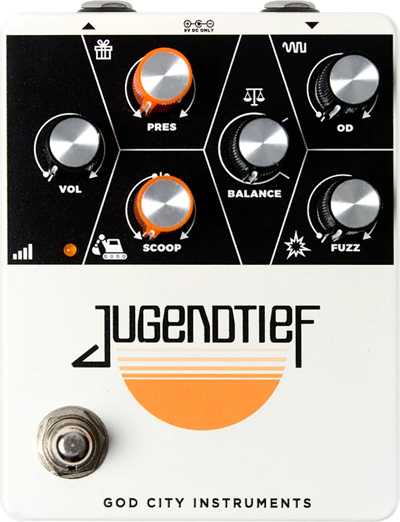 9V DC ONLY
PRES
OD
VOL
BALANCE
SCOOP
FUZZ
JUGENDTIEF
GOD CITY INSTRUMENTS